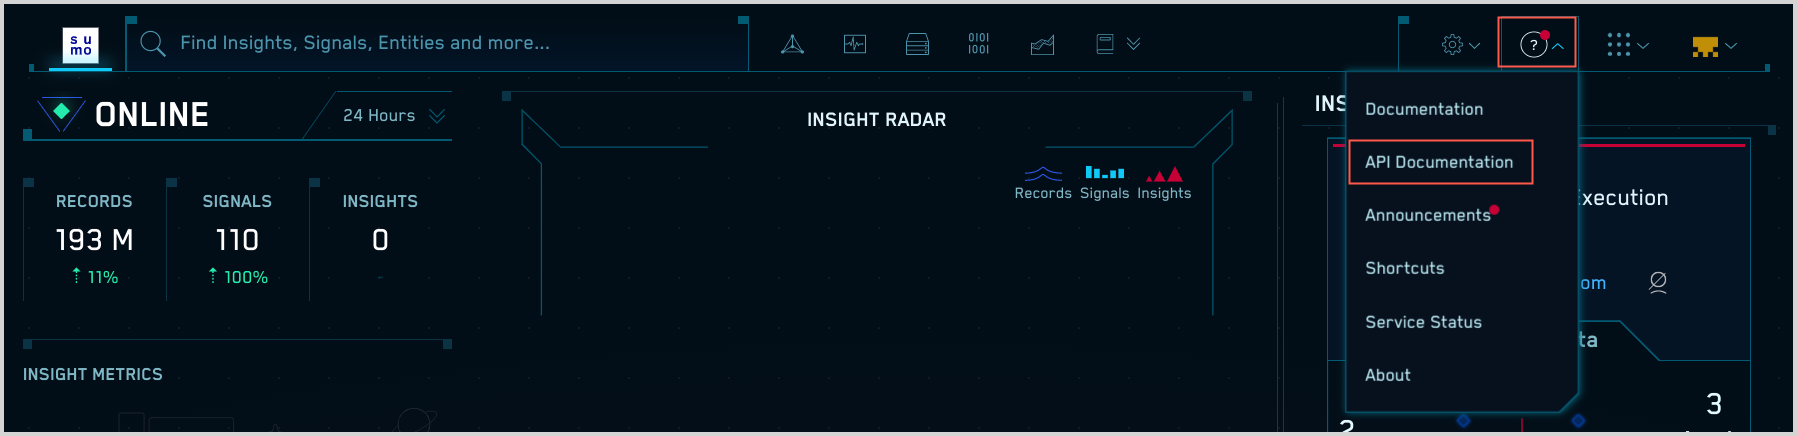 su
mo
Find Insights, Signals, Entities and more...
0101
1001
?
ONLINE
24 Hours
RECORDS
193 M
11%
SIGNALS
110
100%
INSIGHTS
0
-
INSIGHT METRICS
INSIGHT RADAR
Records Signals Insights
INS
Documentation
API Documentation
Announcements
Shortcuts
Service Status
About
xecution
om
ta
3
2